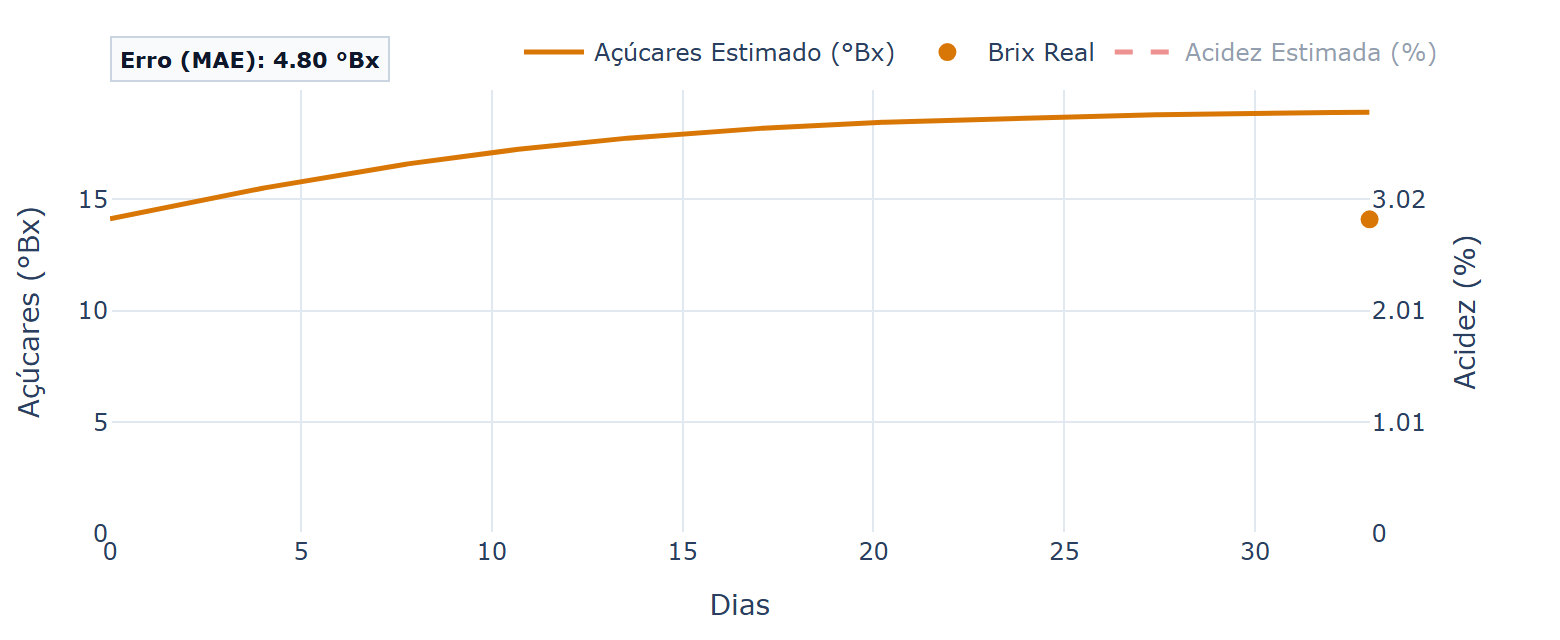 Erro (MAE): 4.80 ºBx
Açúcares Estimado (°Bx)
Brix Real
Acidez Estimada (%)
Açúcares (°Bx)
15
10
5
0
3.02
2.01
1.01
0
Acidez (%)
0
5
10
15
20
25
30
Dias